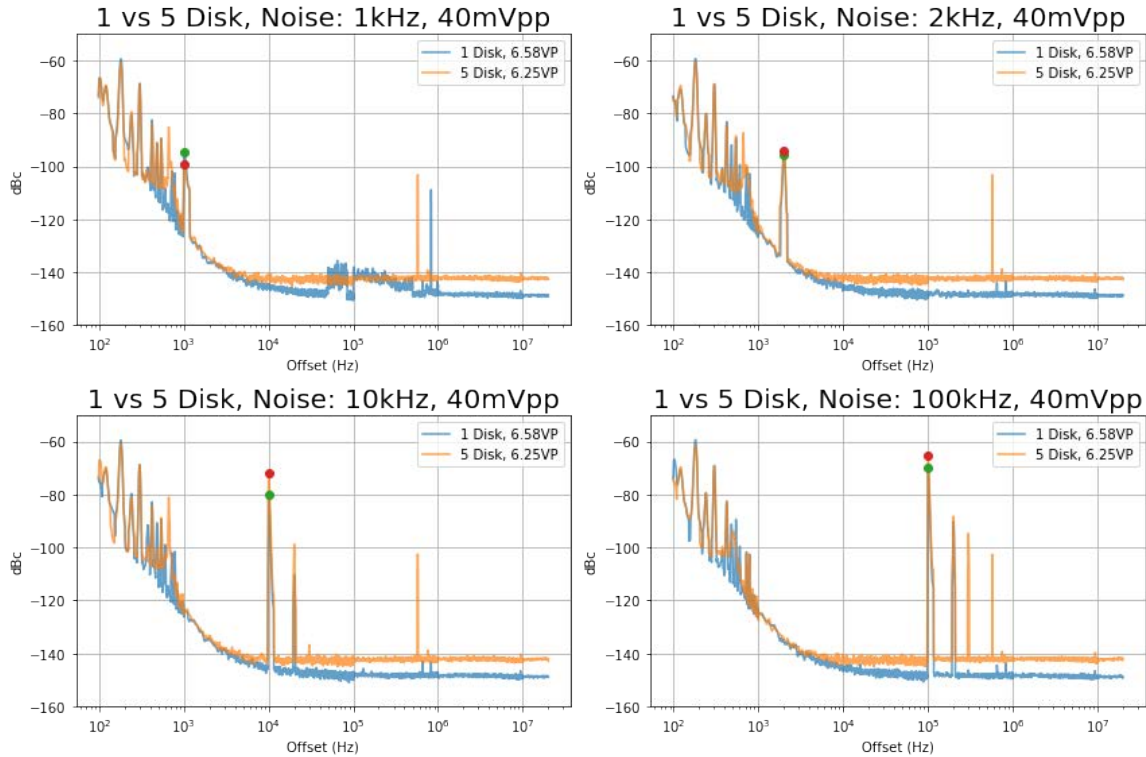 1 vs 5 Disk, Noise: 1kHz, 40mVpp
1 Disk, 6.58VP
5 Disk, 6.25VP
−60
−80
−100
−120
−140
−160
dBc
10²
10³
10⁴
10⁵
10⁶
10⁷
Offset (Hz)
1 vs 5 Disk, Noise: 2kHz, 40mVpp
1 Disk, 6.58VP
5 Disk, 6.25VP
−60
−80
−100
−120
−140
−160
dBc
10²
10³
10⁴
10⁵
10⁶
10⁷
Offset (Hz)
1 vs 5 Disk, Noise: 10kHz, 40mVpp
1 Disk, 6.58VP
5 Disk, 6.25VP
−60
−80
−100
−120
−140
−160
dBc
10²
10³
10⁴
10⁵
10⁶
10⁷
Offset (Hz)
1 vs 5 Disk, Noise: 100kHz, 40mVpp
1 Disk, 6.58VP
5 Disk, 6.25VP
−60
−80
−100
−120
−140
−160
dBc
10²
10³
10⁴
10⁵
10⁶
10⁷
Offset (Hz)